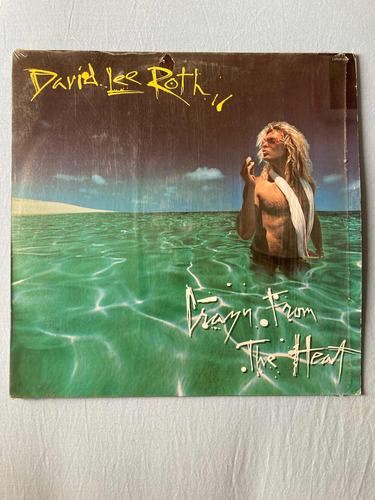 David Lee Roth
Crazy From
The Heat